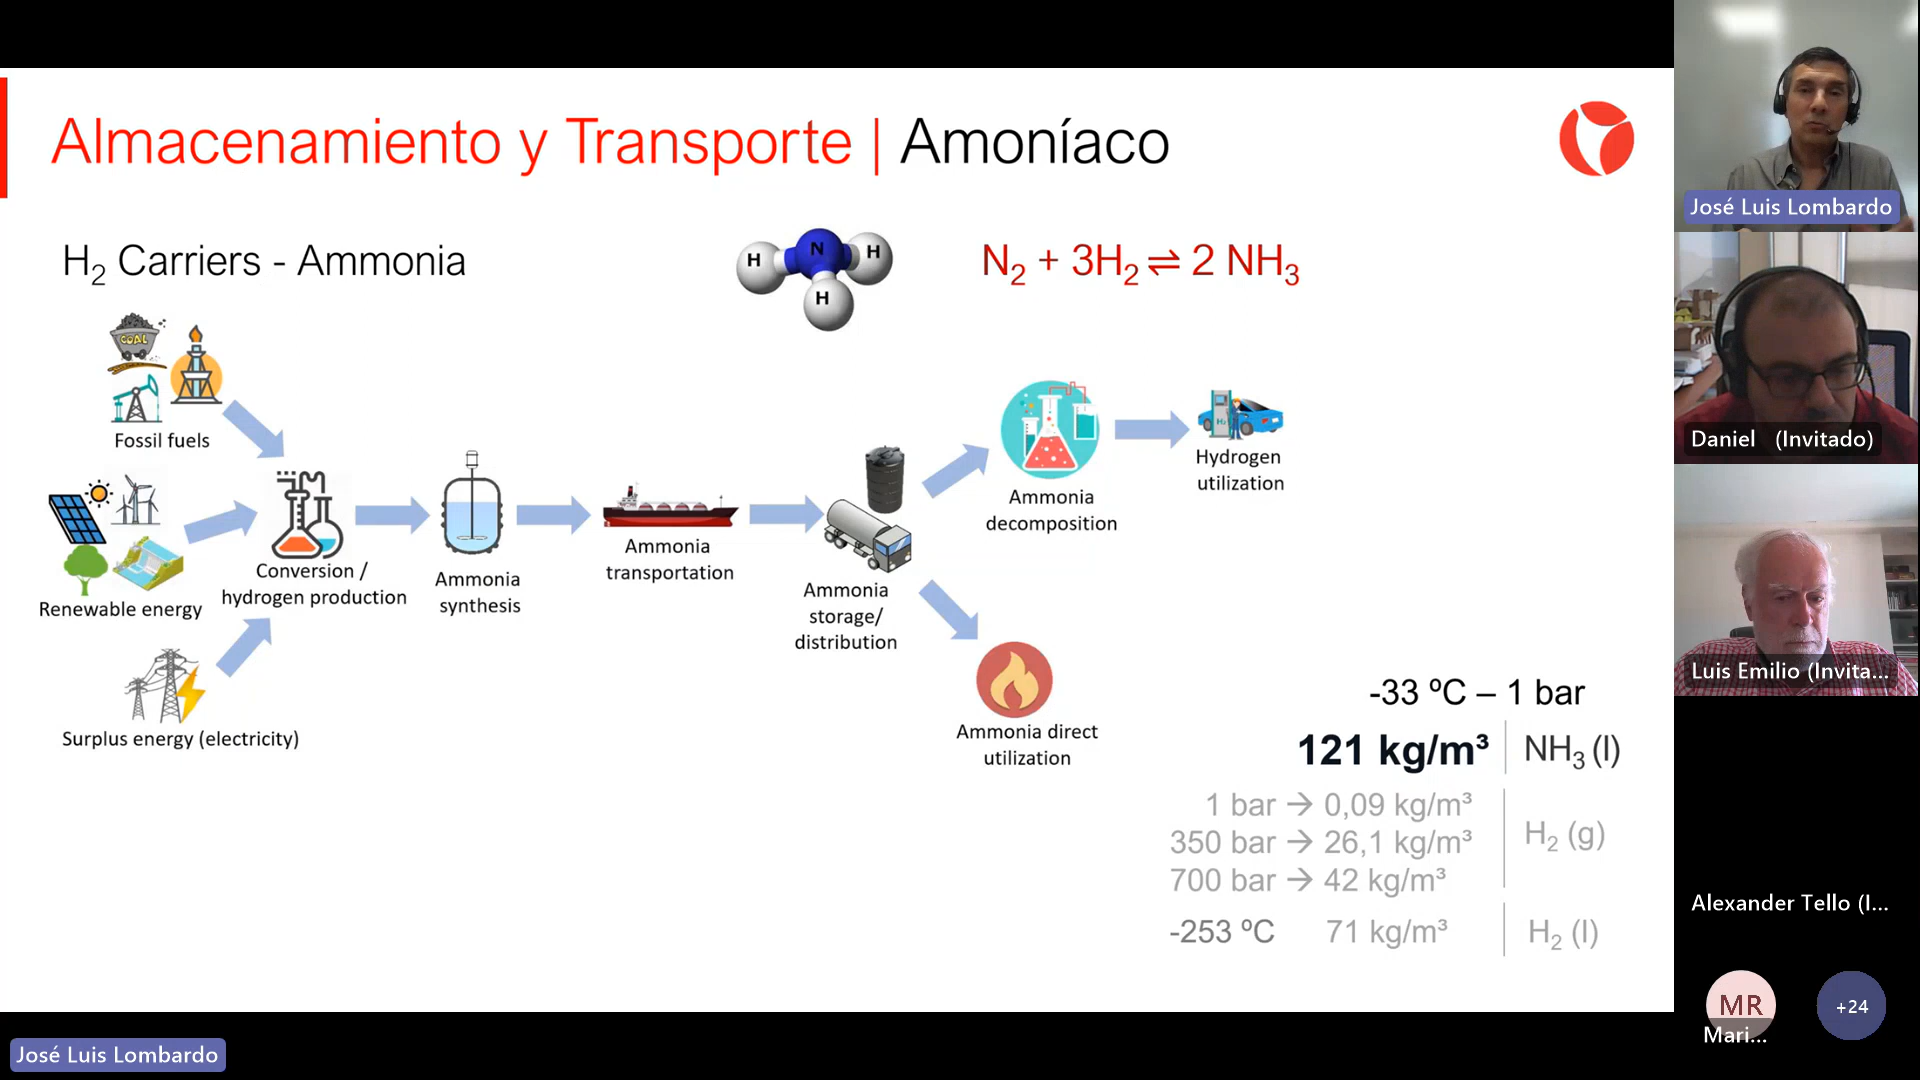 Almacenamiento y Transporte | Amoníaco
H₂ Carriers - Ammonia
N
H
H
H
N₂ + 3H₂ ⇌ 2 NH₃
COAL
Fossil fuels
Renewable energy
Surplus energy (electricity)
Conversion /
hydrogen production
Ammonia
synthesis
Ammonia
transportation
Ammonia
storage/
distribution
Ammonia
decomposition
H₂
Hydrogen
utilization
Ammonia direct
utilization
-33 ºC – 1 bar
121 kg/m³ NH₃ (l)
1 bar → 0,09 kg/m³
350 bar → 26,1 kg/m³
700 bar → 42 kg/m³
H₂ (g)
-253 ºC 71 kg/m³ H₂ (l)
José Luis Lombardo
Daniel (Invitado)
Luis Emilio (Invita...
Alexander Tello (I...
MR
Mari...
+24
José Luis Lombardo